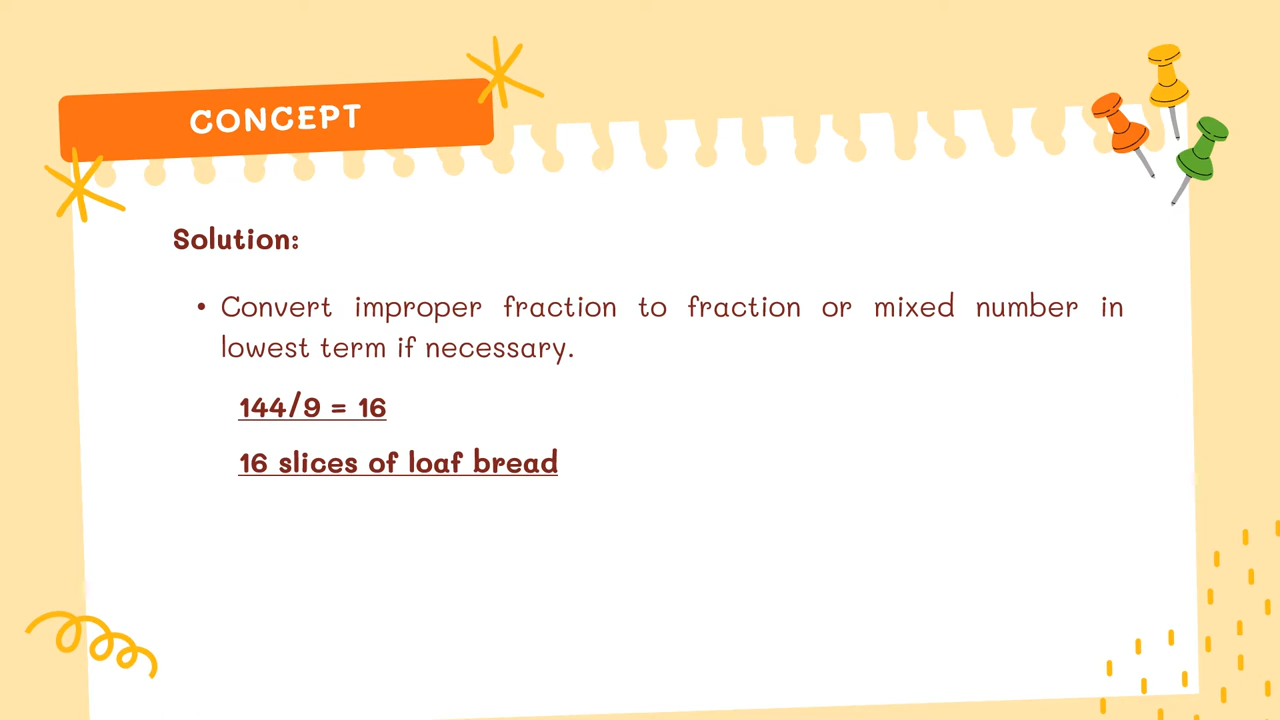 CONCEPT
Solution:
• Convert improper fraction to fraction or mixed number in
lowest term if necessary.
144/9 = 16
16 slices of loaf bread